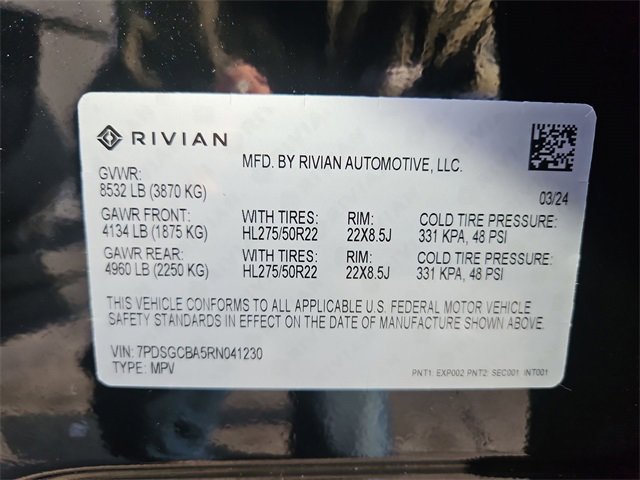 RIVIAN
MFD. BY RIVIAN AUTOMOTIVE, LLC.
GVWR:
8532 LB (3870 KG)
03/24
GAWR FRONT: WITH TIRES: RIM: COLD TIRE PRESSURE:
4134 LB (1875 KG) HL275/50R22 22X8.5J 331 KPA, 48 PSI
GAWR REAR: WITH TIRES: RIM: COLD TIRE PRESSURE:
4960 LB (2250 KG) HL275/50R22 22X8.5J 331 KPA, 48 PSI
THIS VEHICLE CONFORMS TO ALL APPLICABLE U.S. FEDERAL MOTOR VEHICLE
SAFETY STANDARDS IN EFFECT ON THE DATE OF MANUFACTURE SHOWN ABOVE.
VIN: 7PDSGCBA5RN041230
TYPE: MPV
PNT1: EXP002 PNT2: SEC001 INT001